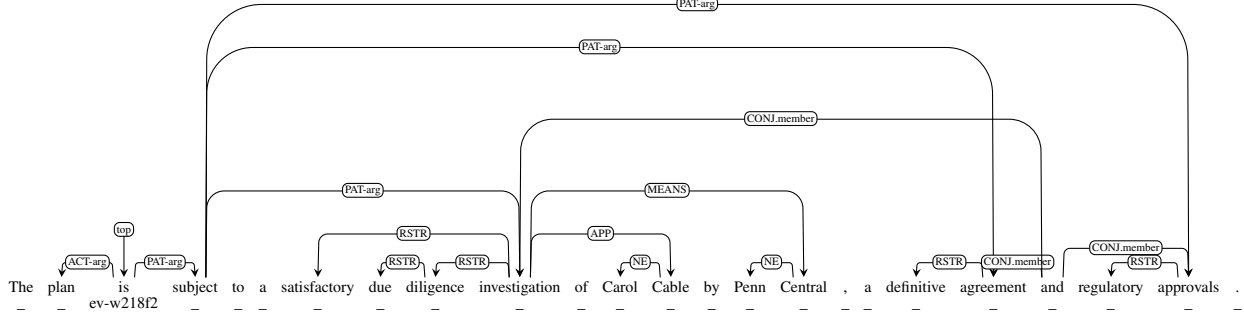 PAT-arg
PAT-arg
CONJ.member
PAT-arg MEANS
top RSTR APP CONJ.member
ACT-arg PAT-arg RSTR RSTR NE NE RSTR CONJ.member RSTR
The plan is subject to a satisfactory due diligence investigation of Carol Cable by Penn Central , a definitive agreement and regulatory approvals .
_ _ ev-w218f2 _ _ _ _ _ _ _ _ _ _ _ _ _ _ _ _ _ _ _ _ _ _